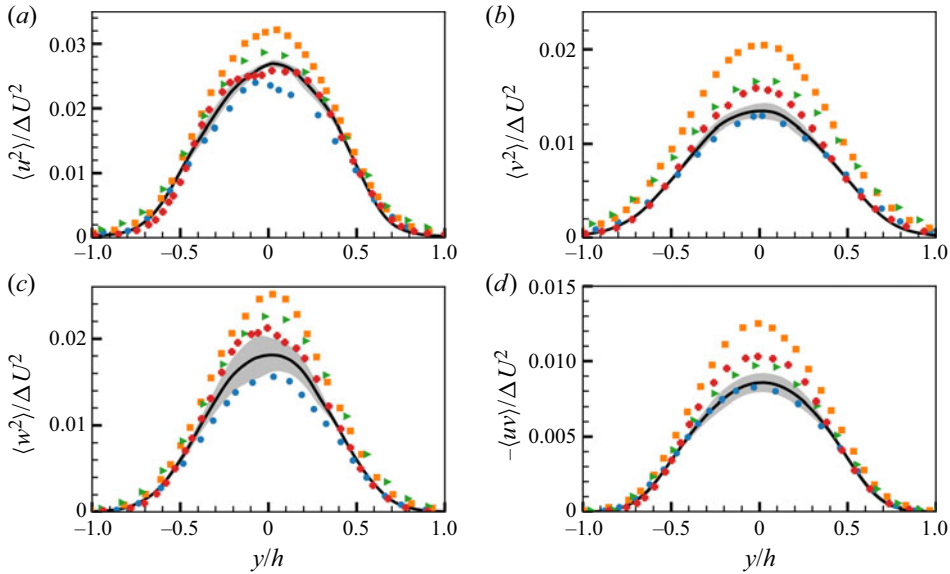 (a)
0.03
0.02
0.01
0
⟨u²⟩/ΔU²
−1.0 −0.5 0 0.5 1.0
(b)
0.02
0.01
0
⟨v²⟩/ΔU²
−1.0 −0.5 0 0.5 1.0
(c)
0.02
0.01
0
⟨w²⟩/ΔU²
−1.0 −0.5 0 0.5 1.0
y/h
(d)
0.015
0.010
0.005
0
−⟨uv⟩/ΔU²
−1.0 −0.5 0 0.5 1.0
y/h